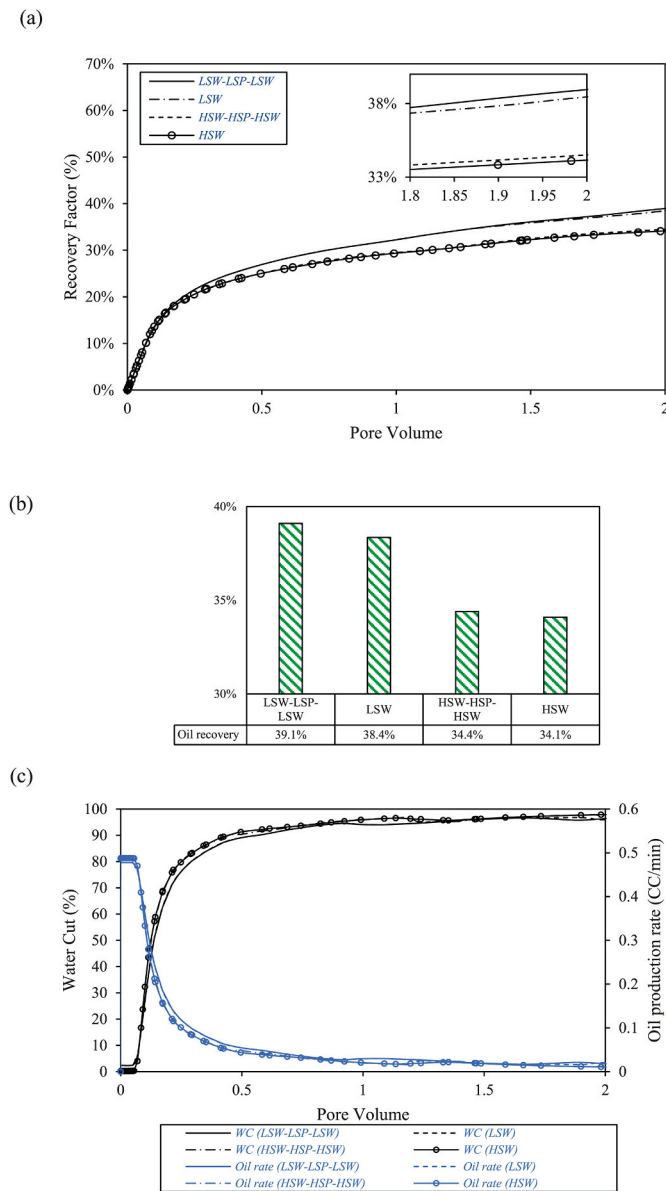 (a)
70%
60%
50%
40%
30%
20%
10%
0%
Recovery Factor (%)
LSW-LSP-LSW
LSW
HSW-HSP-HSW
HSW
38%
33%
1.8 1.85 1.9 1.95 2
0 0.5 1 1.5 2
Pore Volume
(b)
40%
35%
30%
LSW-LSP-
LSW
LSW
HSW-HSP-
HSW
HSW
Oil recovery 39.1% 38.4% 34.4% 34.1%
(c)
100
90
80
70
60
50
40
30
20
10
0
Water Cut (%)
0.6
0.5
0.4
0.3
0.2
0.1
0
Oil production rate (CC/min)
0 0.5 1 1.5 2
Pore Volume
WC (LSW-LSP-LSW) WC (LSW)
WC (HSW-HSP-HSW) WC (HSW)
Oil rate (LSW-LSP-LSW) Oil rate (LSW)
Oil rate (HSW-HSP-HSW) Oil rate (HSW)